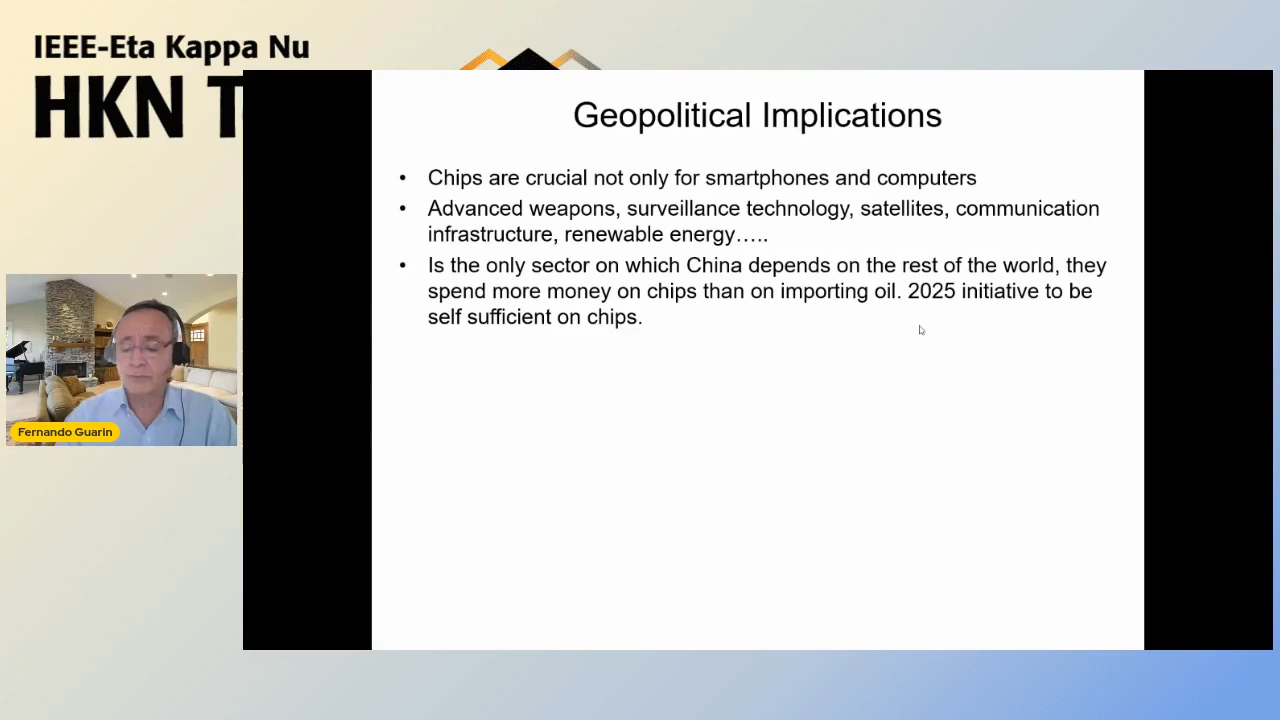 IEEE-Eta Kappa Nu
HKN T
Geopolitical Implications
• Chips are crucial not only for smartphones and computers
• Advanced weapons, surveillance technology, satellites, communication
infrastructure, renewable energy…..
• Is the only sector on which China depends on the rest of the world, they
spend more money on chips than on importing oil. 2025 initiative to be
self sufficient on chips.
Fernando Guarin